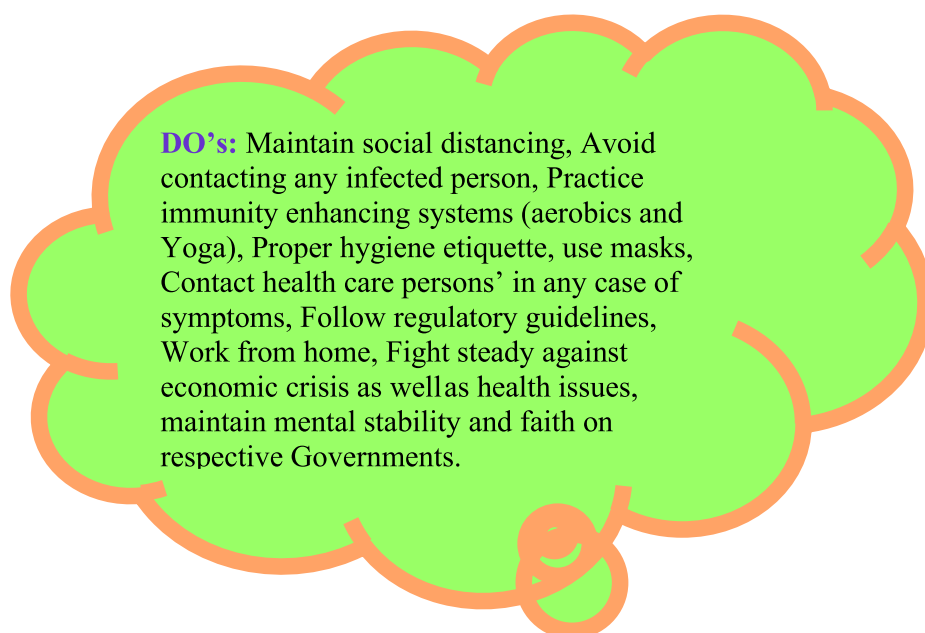 DO’s: Maintain social distancing, Avoid
contacting any infected person, Practice
immunity enhancing systems (aerobics and
Yoga), Proper hygiene etiquette, use masks,
Contact health care persons’ in any case of
symptoms, Follow regulatory guidelines,
Work from home, Fight steady against
economic crisis as wellas health issues,
maintain mental stability and faith on
respective Governments.